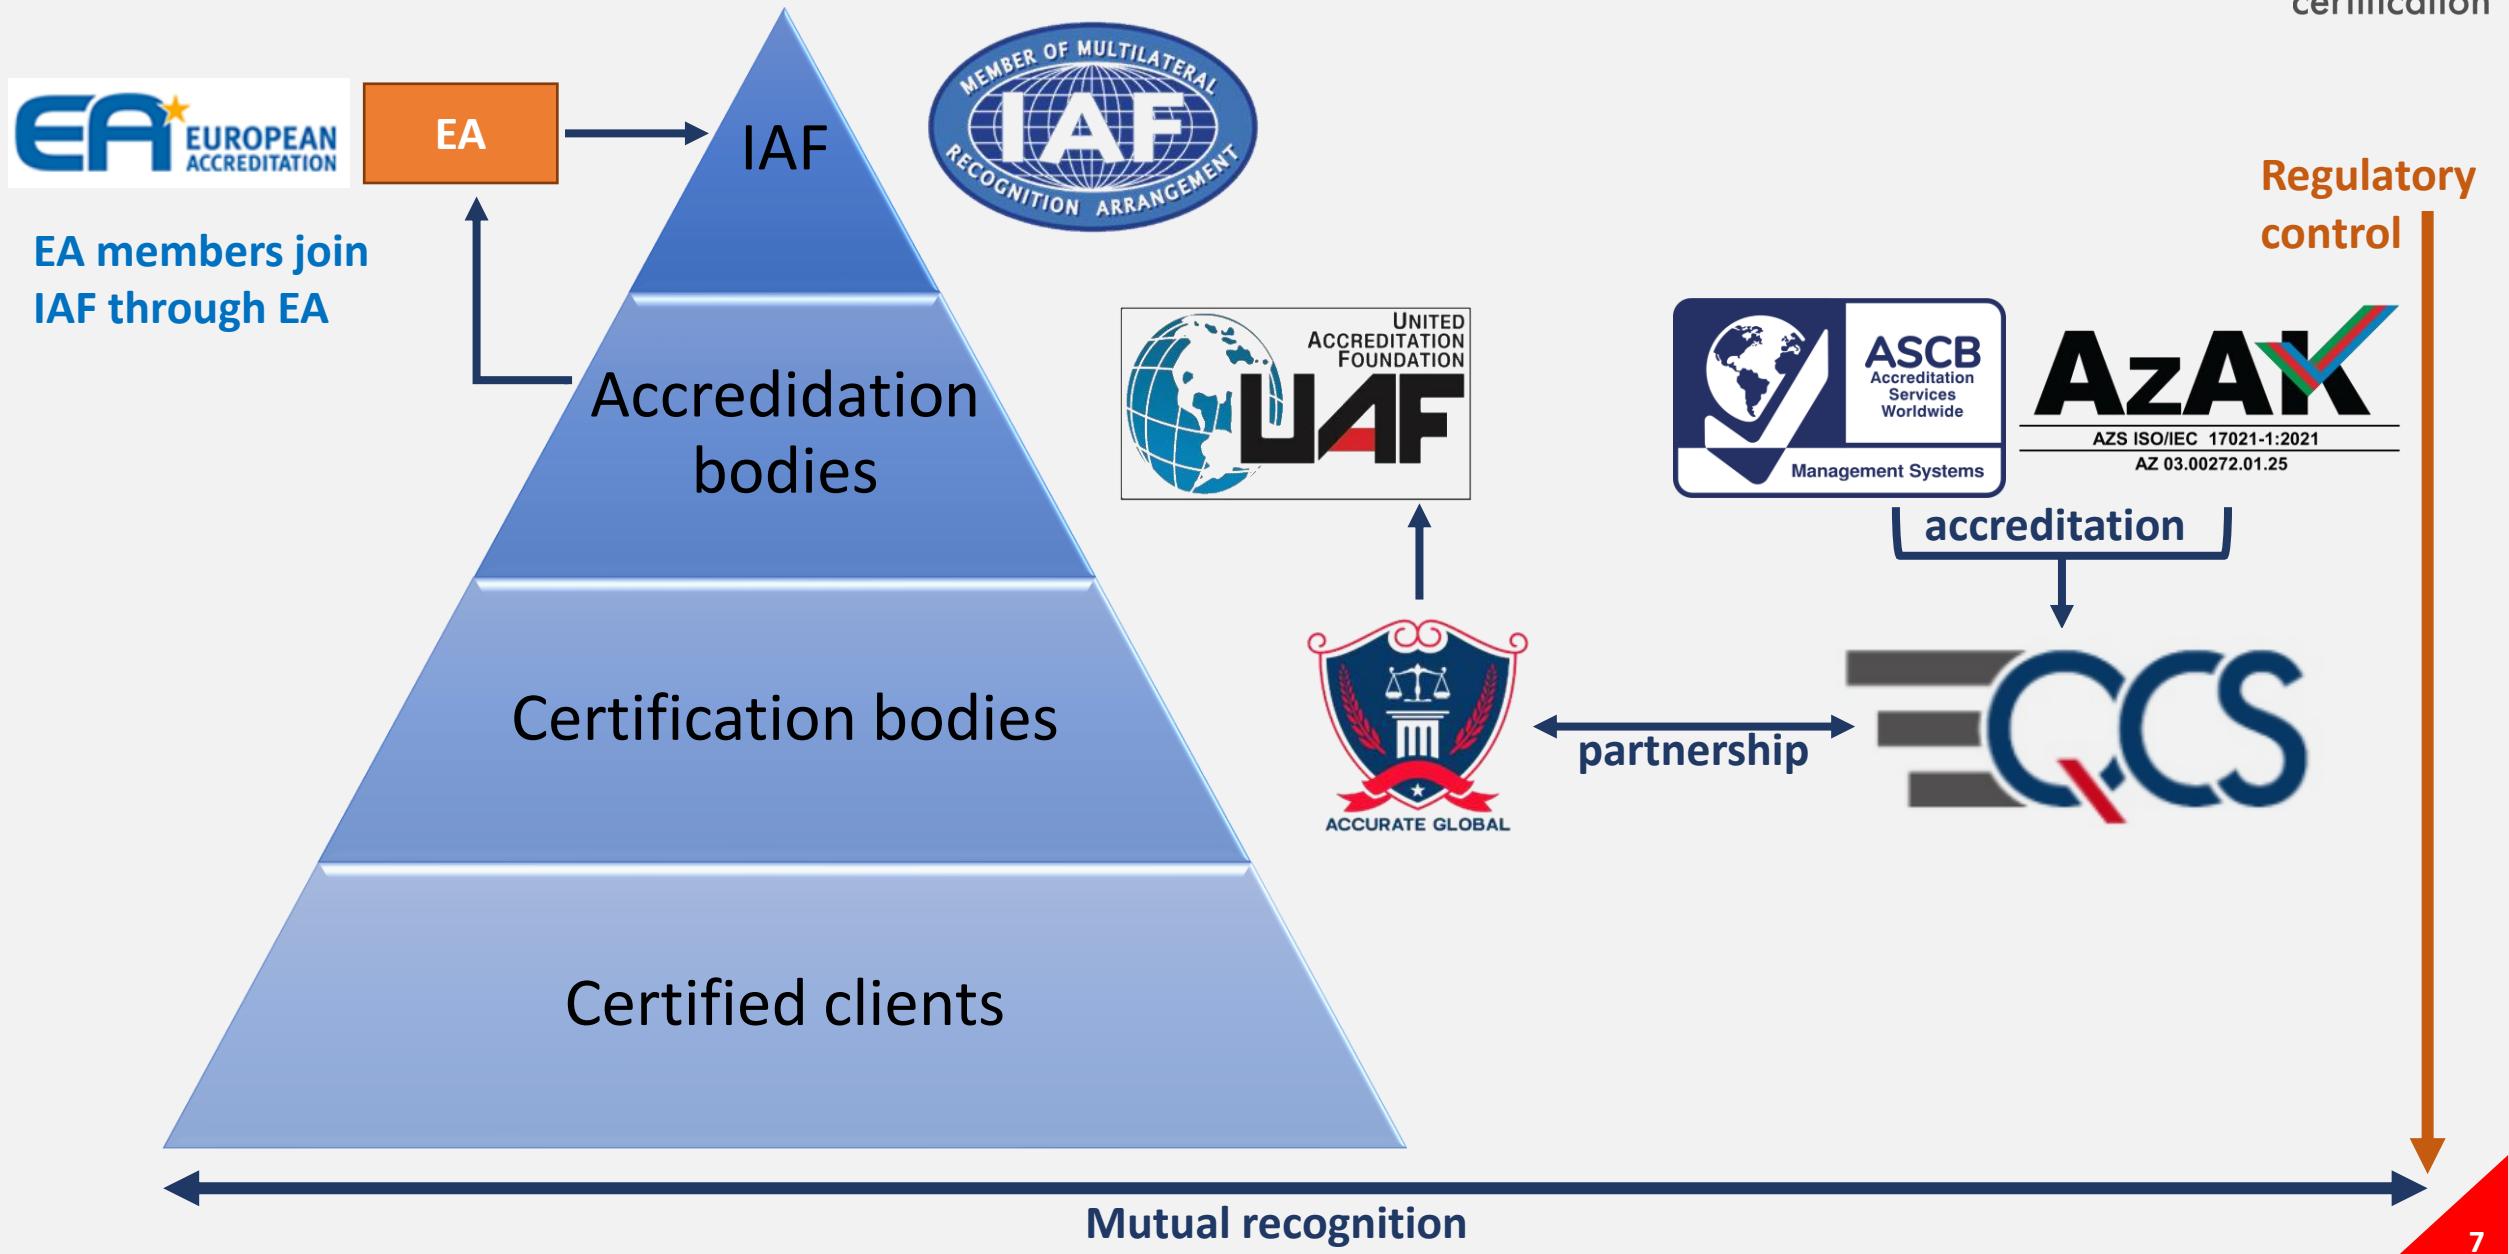 certification
EUROPEAN
ACCREDITATION
EA
EA
IAF
MEMBER OF MULTILATERAL
IAF
RECOGNITION ARRANGEMENT
Regulatory
control
EA members join
IAF through EA
UNITED
ACCREDITATION
FOUNDATION
UAF
ASCB
Accreditation
Services
Worldwide
Management Systems
AzAK
AZS ISO/IEC 17021-1:2021
AZ 03.00272.01.25
Accredidation
bodies
accreditation
Certification bodies
ACCURATE GLOBAL
partnership
EQCS
Certified clients
Mutual recognition
7